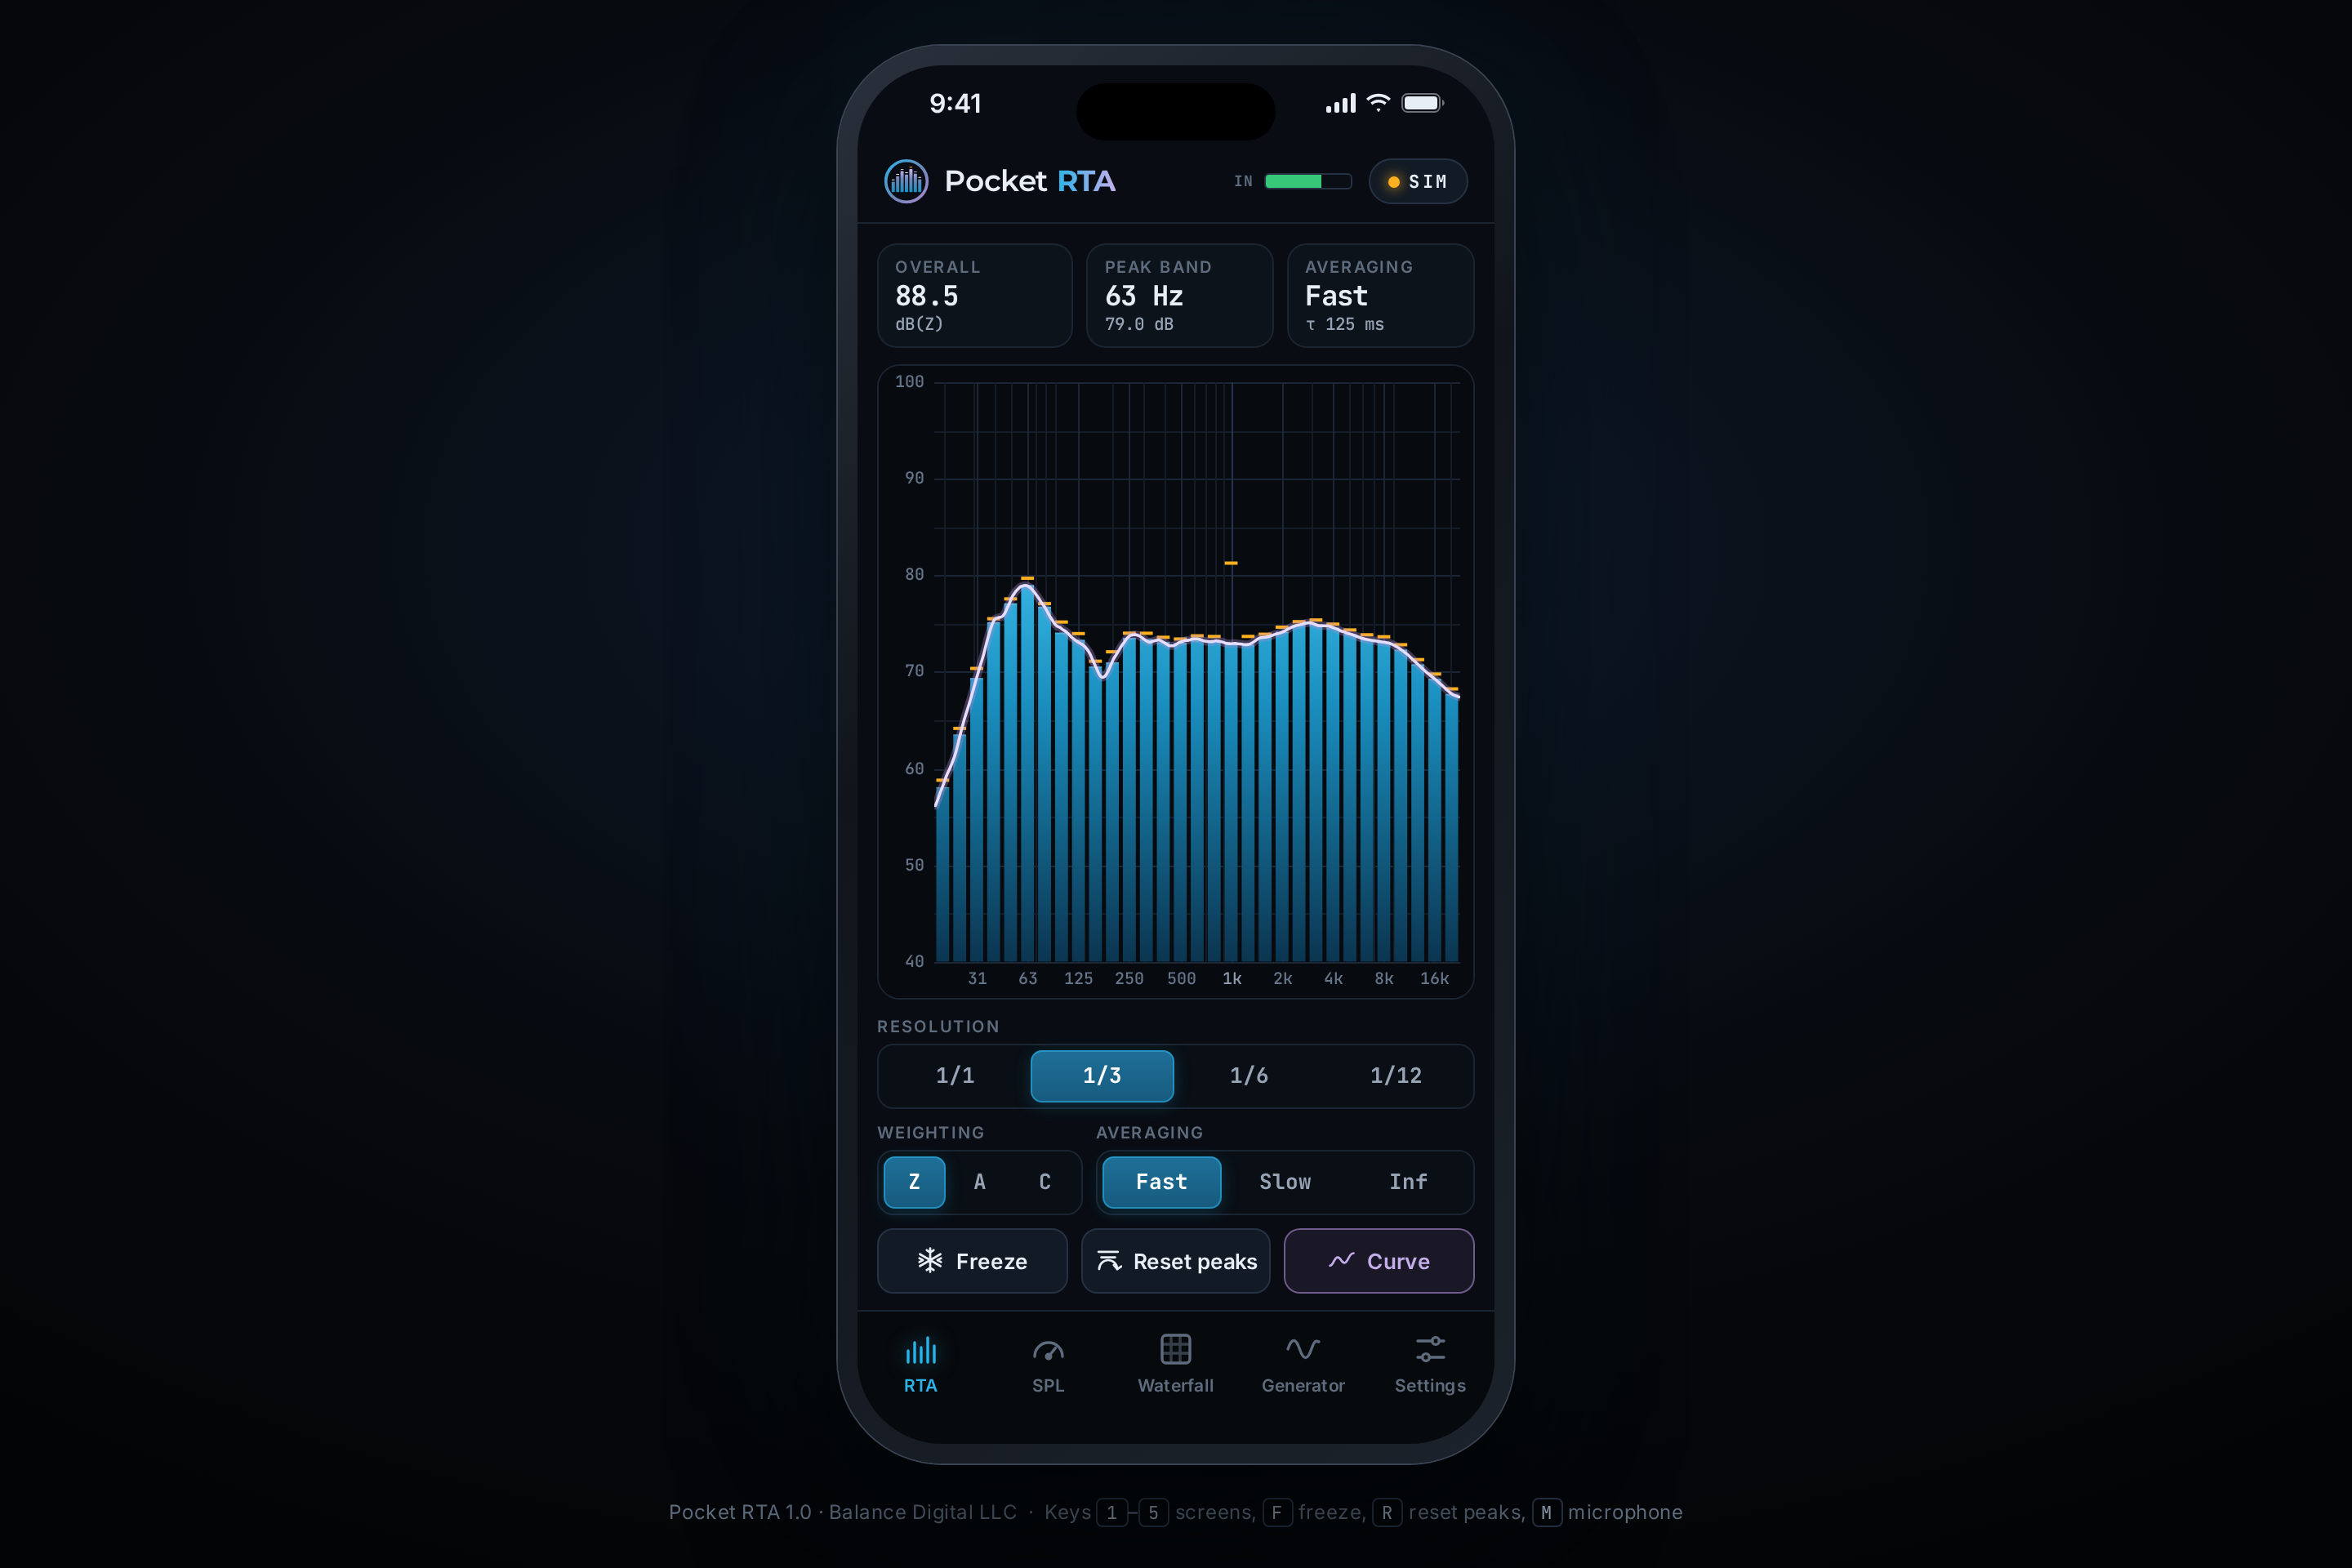 9:41
Pocket RTA IN SIM
OVERALL PEAK BAND AVERAGING
88.5 63 Hz Fast
dB(Z) 79.0 dB τ 125 ms
100
90
80
70
60
50
40
31 63 125 250 500 1k 2k 4k 8k 16k
RESOLUTION
1/1 1/3 1/6 1/12
WEIGHTING AVERAGING
Z A C Fast Slow Inf
Freeze Reset peaks Curve
RTA SPL Waterfall Generator Settings
Pocket RTA 1.0 · Balance Digital LLC · Keys 1–5 screens, F freeze, R reset peaks, M microphone